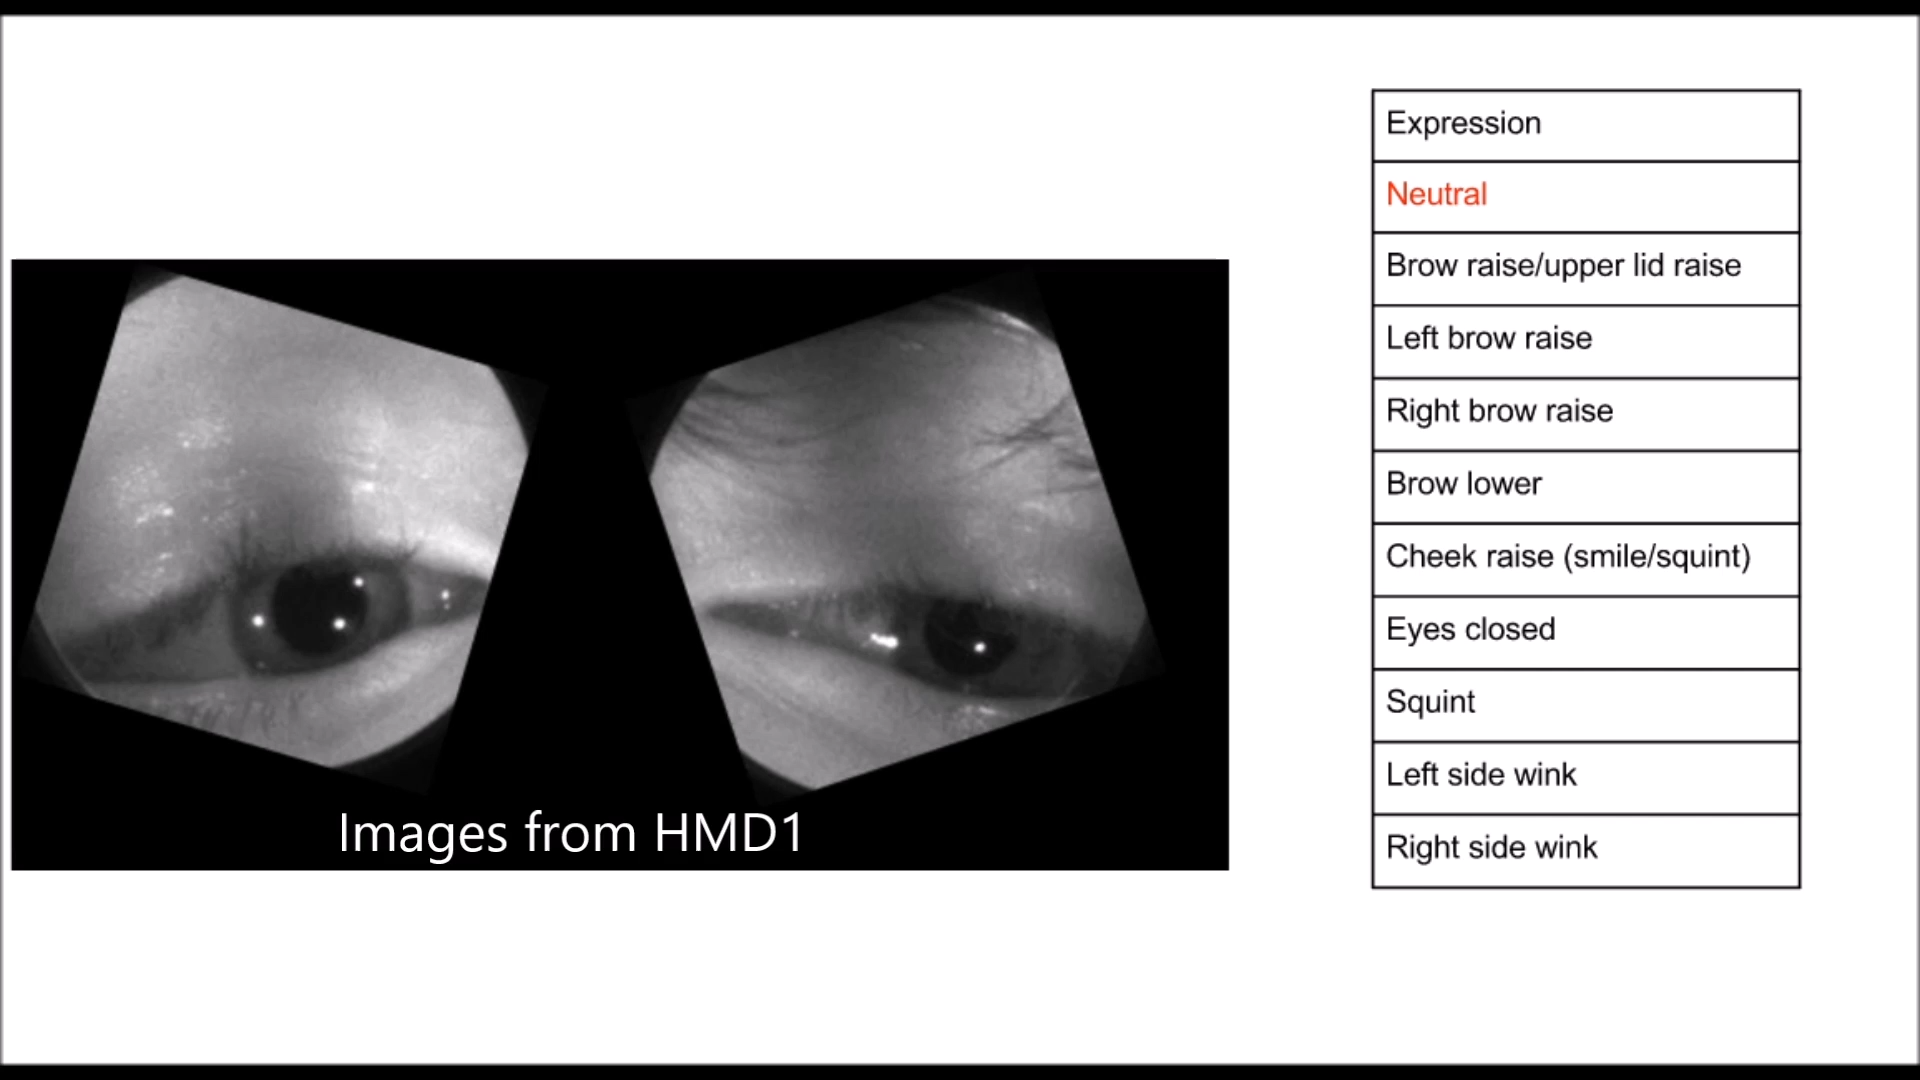 Expression
Neutral
Brow raise/upper lid raise
Left brow raise
Right brow raise
Brow lower
Cheek raise (smile/squint)
Eyes closed
Squint
Left side wink
Right side wink
Images from HMD1